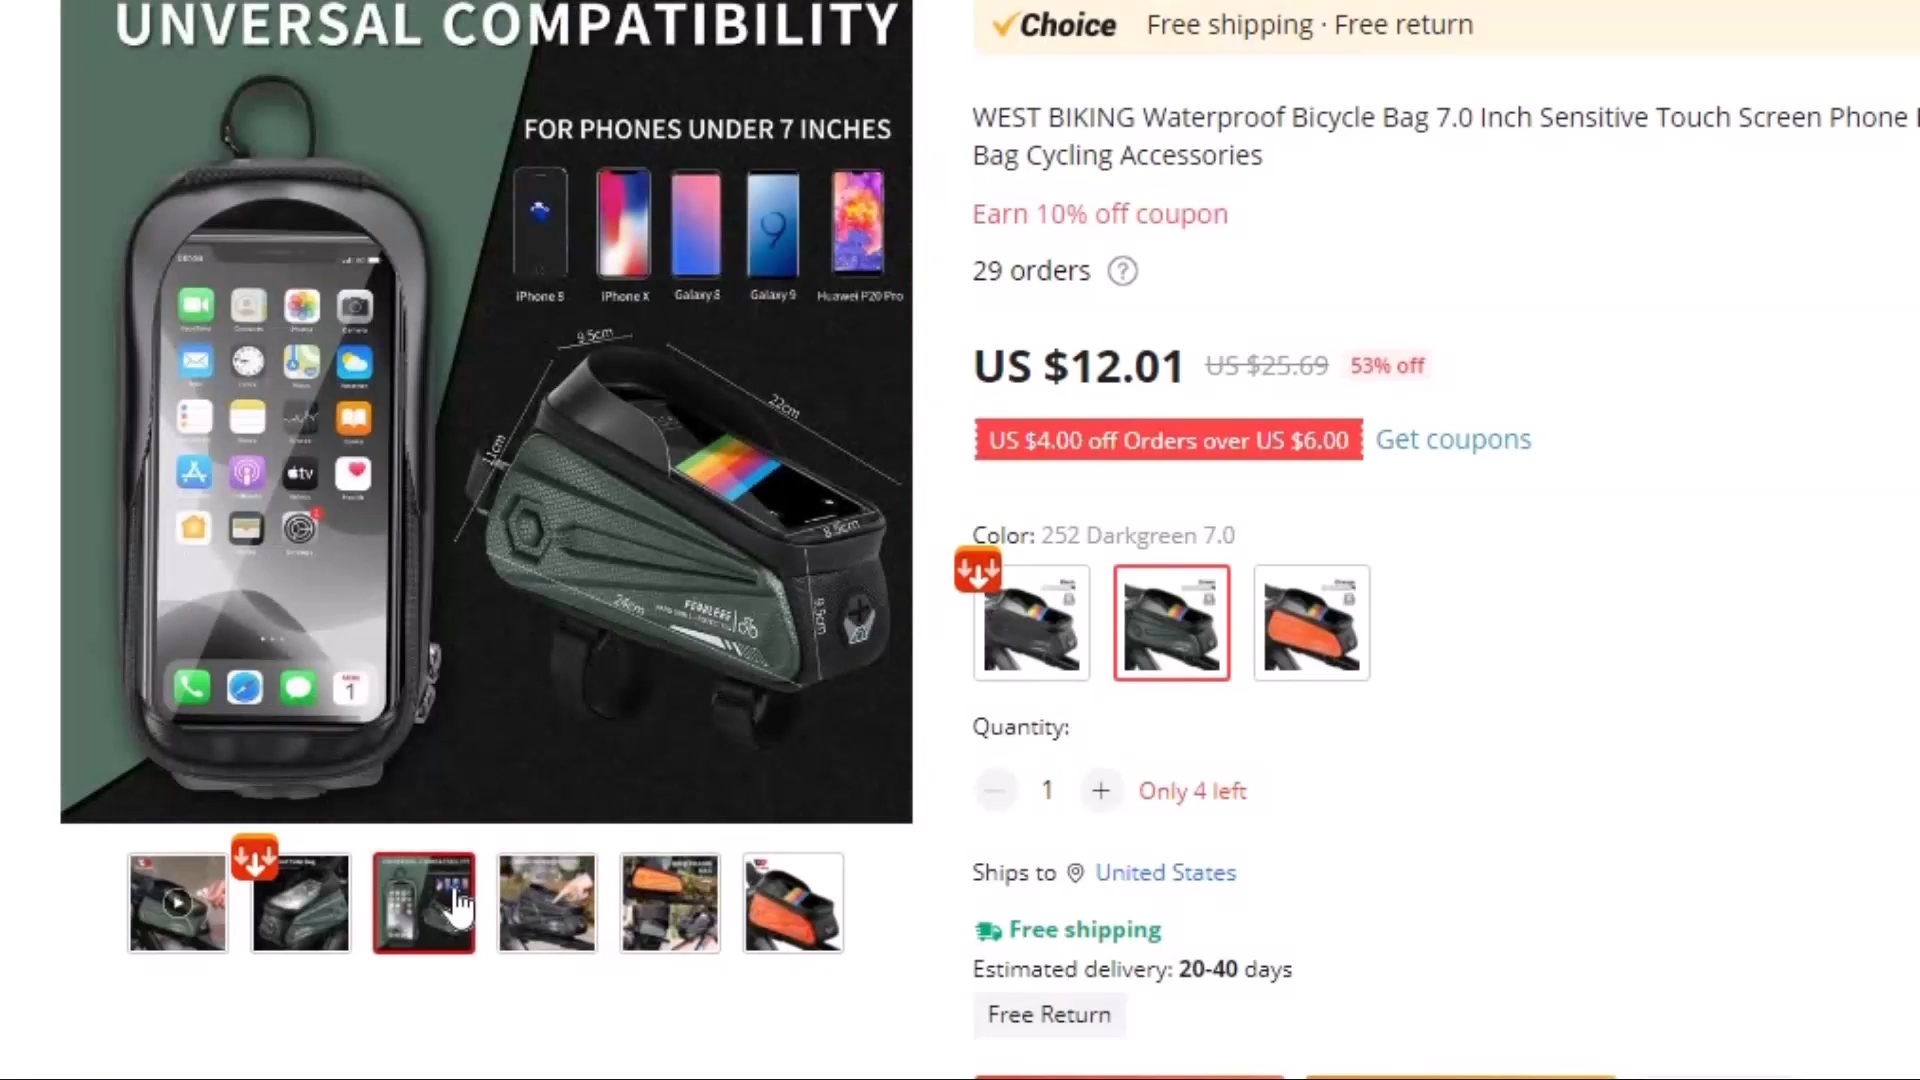 UNVERSAL COMPATIBILITY
FOR PHONES UNDER 7 INCHES
iPhone 8
iPhone X
Galaxy 8
Galaxy 9
Huawei P20 Pro
9.5cm
22cm
11cm
8.5cm
24cm
FEARLESS
9.5cm
Choice
Free shipping · Free return
WEST BIKING Waterproof Bicycle Bag 7.0 Inch Sensitive Touch Screen Phone
Bag Cycling Accessories
Earn 10% off coupon
29 orders ?
US $12.01 US $25.69 53% off
US $4.00 off Orders over US $6.00 Get coupons
Color: 252 Darkgreen 7.0
Quantity:
1 + Only 4 left
Ships to United States
Free shipping
Estimated delivery: 20-40 days
Free Return